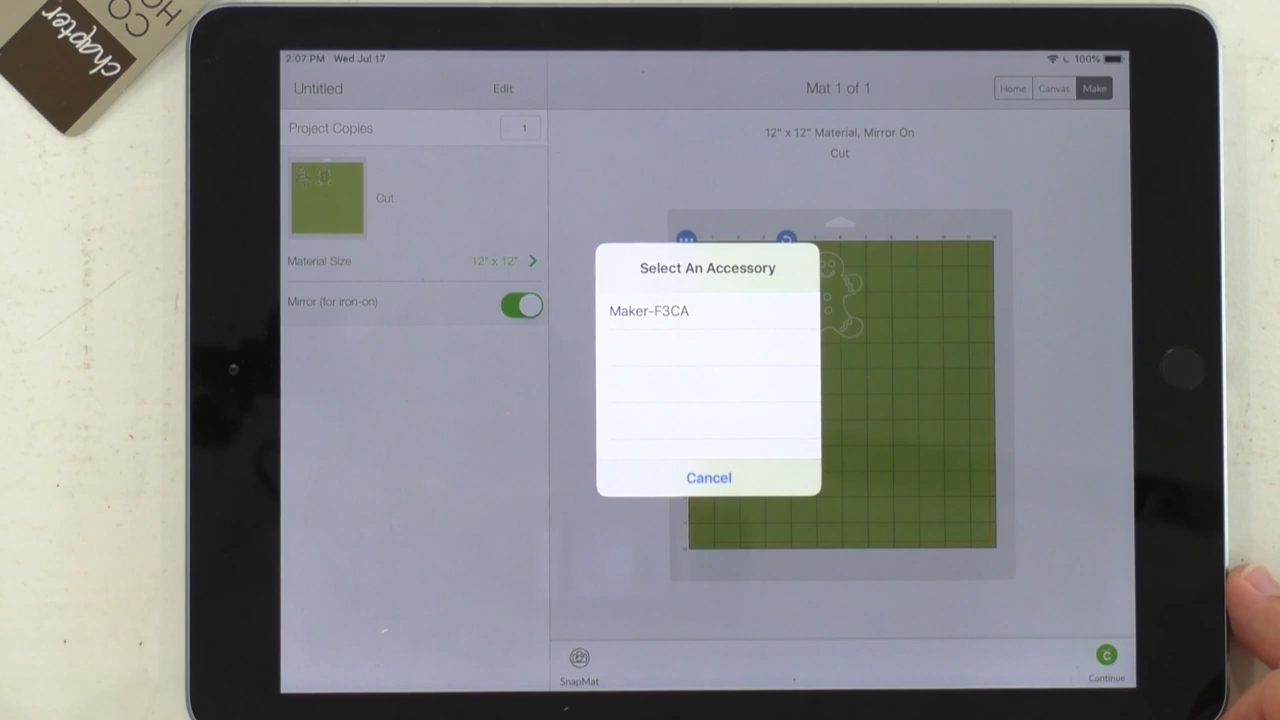 chapter
CO
HO
2:07 PM Wed Jul 17
100%
Untitled
Edit
Mat 1 of 1
Home
Canvas
Make
Project Copies
1
12" x 12" Material, Mirror On
Cut
Cut
Material Size
12" x 12"
Mirror (for iron-on)
Select An Accessory
Maker-F3CA
Cancel
SnapMat
Continue